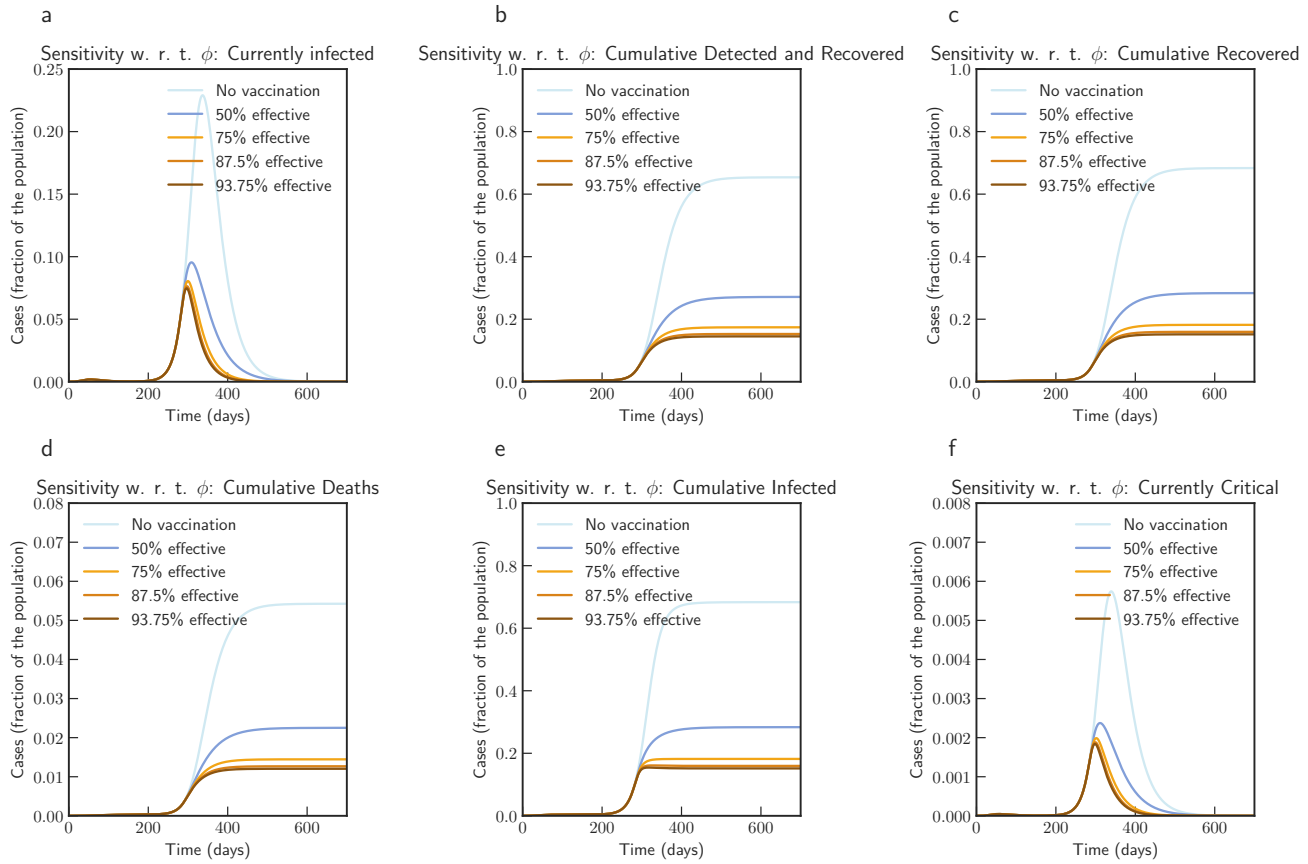 a
Sensitivity w. r. t. ϕ: Currently infected
Cases (fraction of the population)
0.25
0.20
0.15
0.10
0.05
0.00
No vaccination
50% effective
75% effective
87.5% effective
93.75% effective
0 200 400 600
Time (days)
b
Sensitivity w. r. t. ϕ: Cumulative Detected and Recovered
Cases (fraction of the population)
1.0
0.8
0.6
0.4
0.2
0.0
No vaccination
50% effective
75% effective
87.5% effective
93.75% effective
0 200 400 600
Time (days)
c
Sensitivity w. r. t. ϕ: Cumulative Recovered
Cases (fraction of the population)
1.0
0.8
0.6
0.4
0.2
0.0
No vaccination
50% effective
75% effective
87.5% effective
93.75% effective
0 200 400 600
Time (days)
d
Sensitivity w. r. t. ϕ: Cumulative Deaths
Cases (fraction of the population)
0.08
0.07
0.06
0.05
0.04
0.03
0.02
0.01
0.00
No vaccination
50% effective
75% effective
87.5% effective
93.75% effective
0 200 400 600
Time (days)
e
Sensitivity w. r. t. ϕ: Cumulative Infected
Cases (fraction of the population)
1.0
0.8
0.6
0.4
0.2
0.0
No vaccination
50% effective
75% effective
87.5% effective
93.75% effective
0 200 400 600
Time (days)
f
Sensitivity w. r. t. ϕ: Currently Critical
Cases (fraction of the population)
0.008
0.007
0.006
0.005
0.004
0.003
0.002
0.001
0.000
No vaccination
50% effective
75% effective
87.5% effective
93.75% effective
0 200 400 600
Time (days)